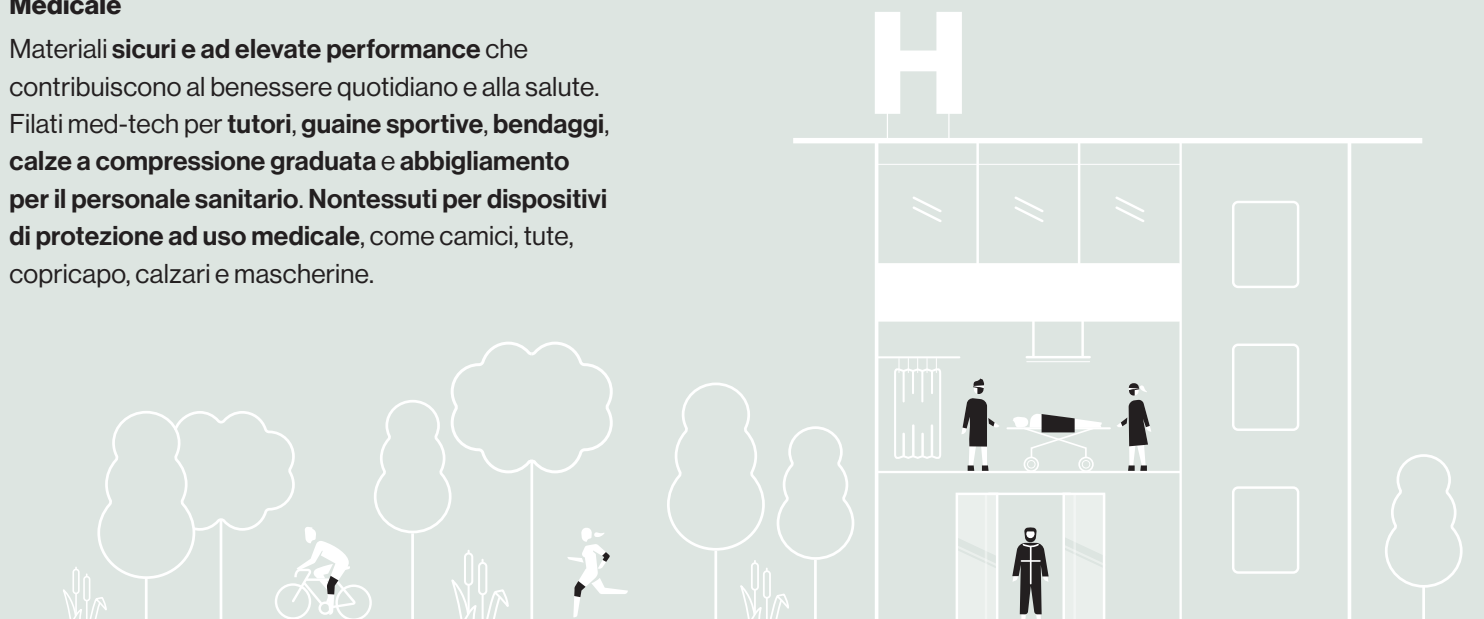 Medicale
Materiali sicuri e ad elevate performance che
contribuiscono al benessere quotidiano e alla salute.
Filati med-tech per tutori, guaine sportive, bendaggi,
calze a compressione graduata e abbigliamento
per il personale sanitario. Nontessuti per dispositivi
di protezione ad uso medicale, come camici, tute,
copricapo, calzari e mascherine.
H